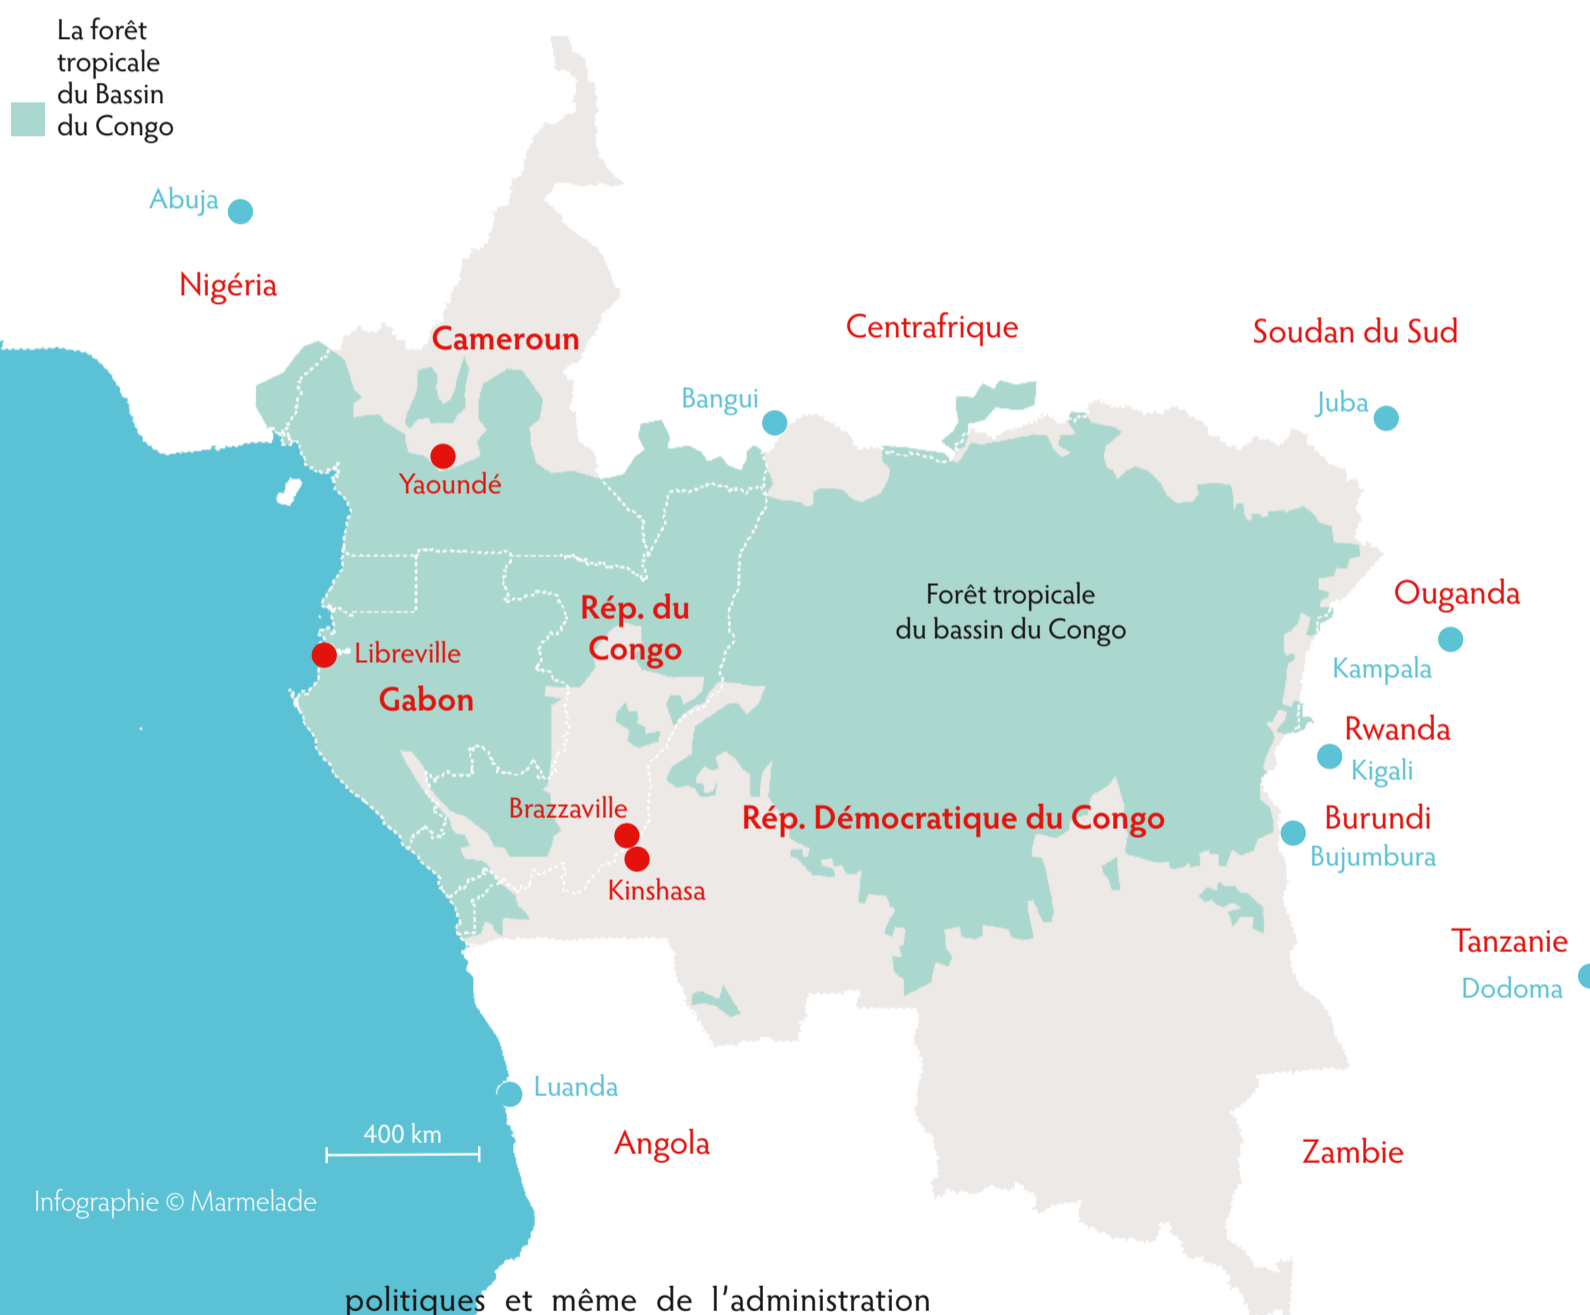 La forêt
tropicale
du Bassin
du Congo
Abuja
Nigéria
Cameroun
Centrafrique
Soudan du Sud
Bangui
Juba
Yaoundé
Forêt tropicale
du bassin du Congo
Ouganda
Rép. du
Congo
Kampala
Libreville
Gabon
Rwanda
Kigali
Brazzaville
Rép. Démocratique du Congo
Burundi
Bujumbura
Kinshasa
Tanzanie
Dodoma
Luanda
400 km
Angola
Zambie
Infographie © Marmelade
politiques et même de l'administration